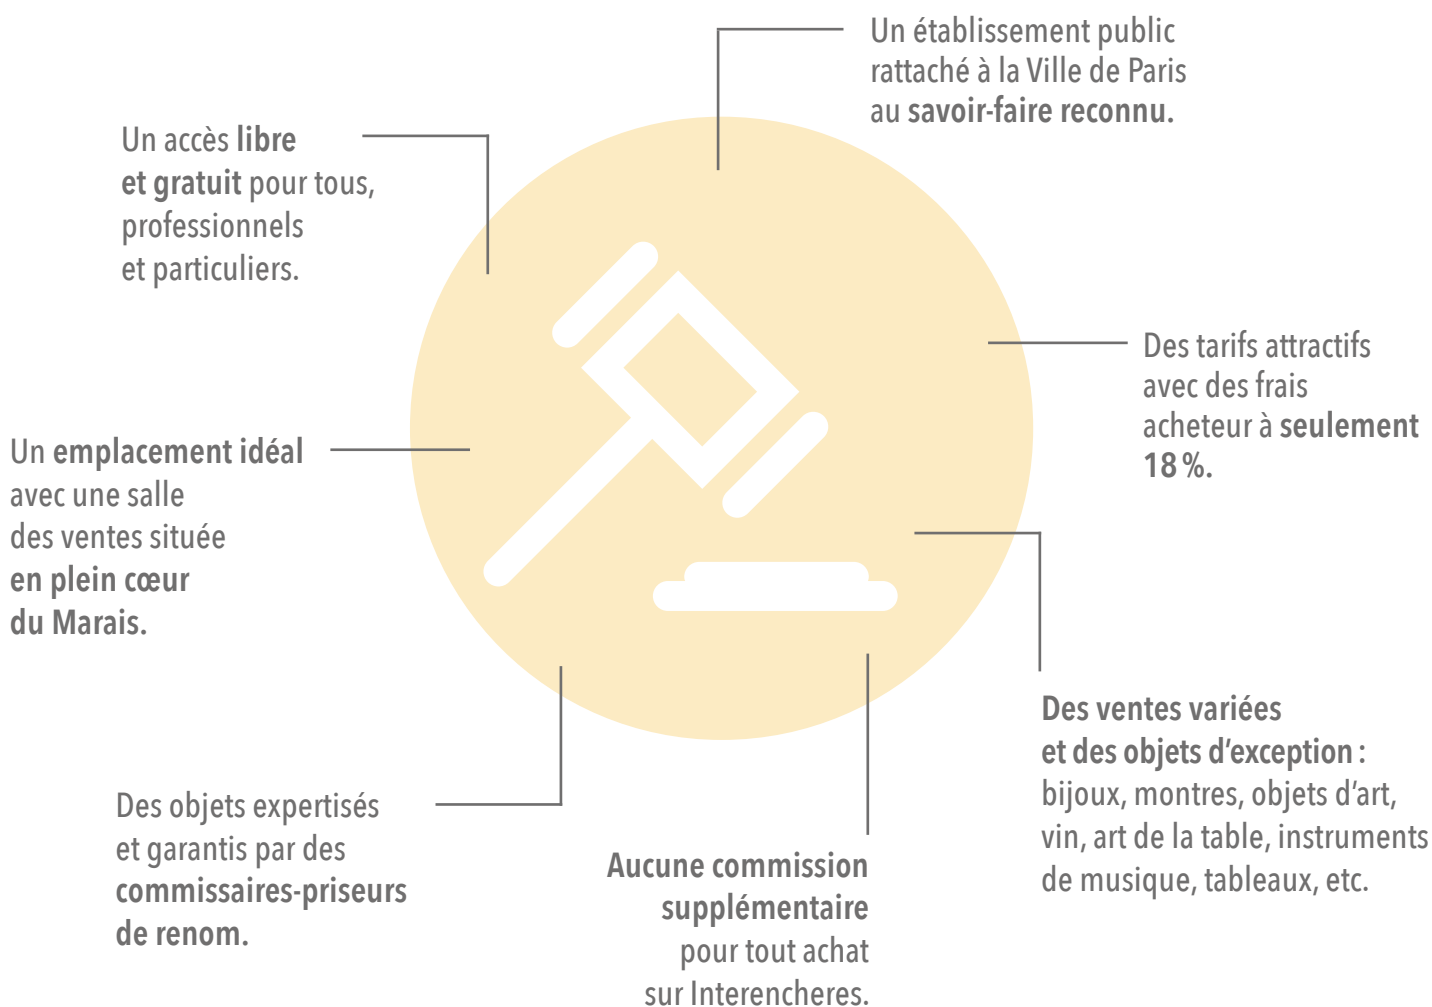 Un établissement public
rattaché à la Ville de Paris
au savoir-faire reconnu.
Un accès libre
et gratuit pour tous,
professionnels
et particuliers.
Des tarifs attractifs
avec des frais
acheteur à seulement
18 %.
Un emplacement idéal
avec une salle
des ventes située
en plein cœur
du Marais.
Des ventes variées
et des objets d’exception :
bijoux, montres, objets d’art,
vin, art de la table, instruments
de musique, tableaux, etc.
Des objets expertisés
et garantis par des
commissaires-priseurs
de renom.
Aucune commission
supplémentaire
pour tout achat
sur Interencheres.